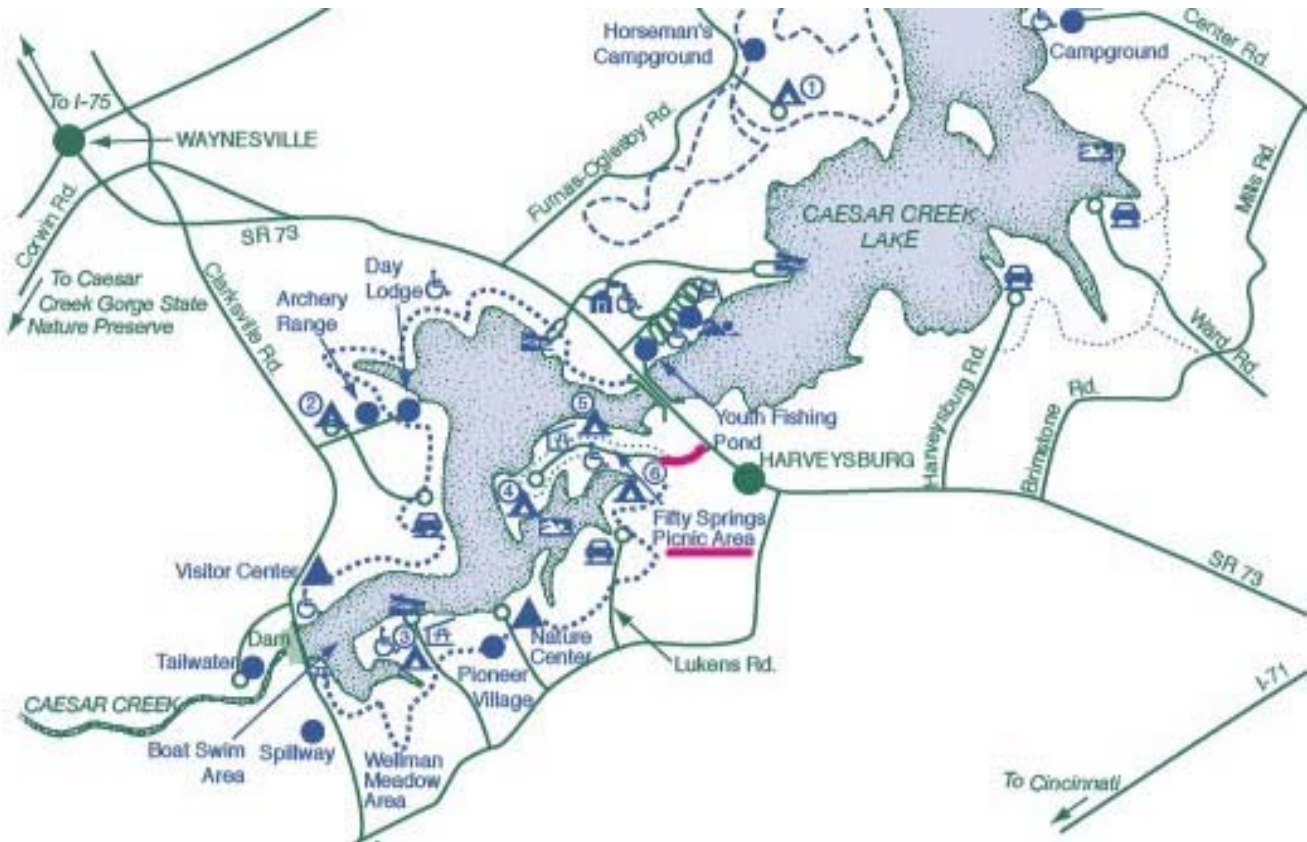 Horseman's
Campground
Campground
Center Rd.
To I-75
WAYNESVILLE
1
Furnas-Oglesby Rd.
Mills Rd.
Corwin Rd.
SR 73
CAESAR CREEK
LAKE
To Caesar
Creek Gorge State
Nature Preserve
Clarksville Rd.
Archery
Range
Day
Lodge
Ward Rd.
Harveysburg Rd.
Brimstone Rd.
2
5
Youth Fishing
Pond
HARVEYSBURG
4
6
Fifty Springs
Picnic Area
SR 73
Visitor Center
Dam
Tailwater
3
Nature
Center
Pioneer
Village
Lukens Rd.
I-71
CAESAR CREEK
Boat Swim
Area
Spillway
Wellman
Meadow
Area
To Cincinnati